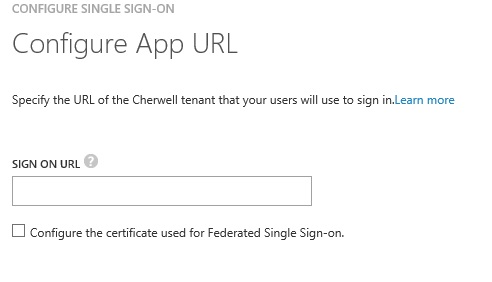 CONFIGURE SINGLE SIGN-ON
Configure App URL
Specify the URL of the Cherwell tenant that your users will use to sign in.Learn more
SIGN ON URL ?
Configure the certificate used for Federated Single Sign-on.